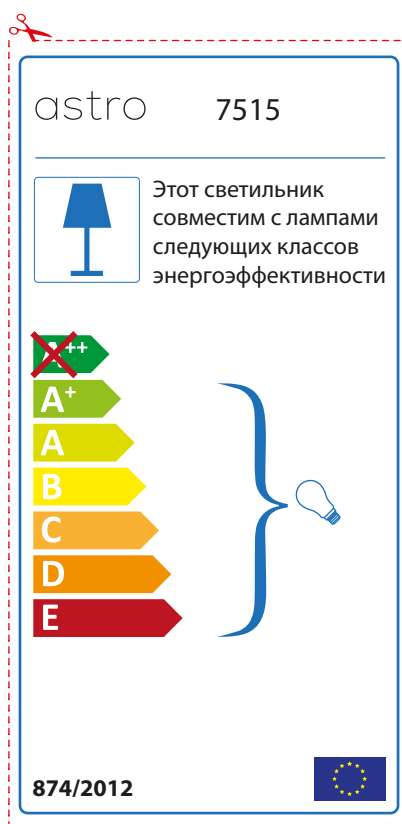 astro 7515
Этот светильник
совместим с лампами
следующих классов
энергоэффективности
A++
A+
A
B
C
D
E
874/2012